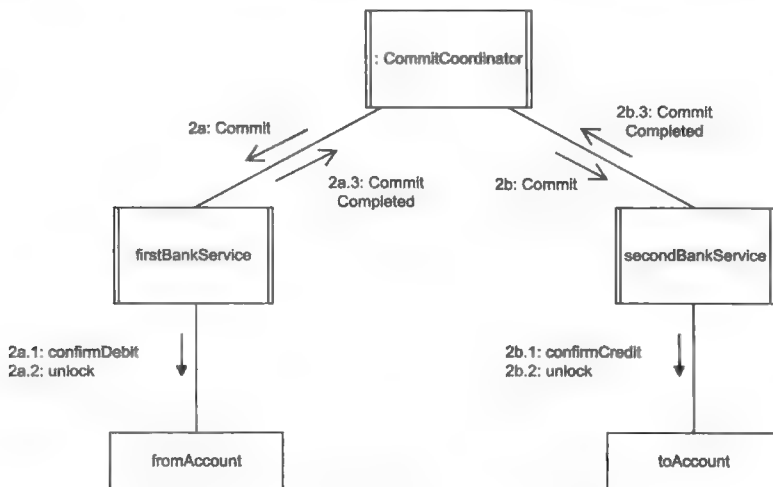 : CommitCoordinator
2a: Commit
2b.3: Commit
Completed
2a.3: Commit
Completed
2b: Commit
firstBankService
secondBankService
2a.1: confirmDebit
2a.2: unlock
2b.1: confirmCredit
2b.2: unlock
fromAccount
toAccount